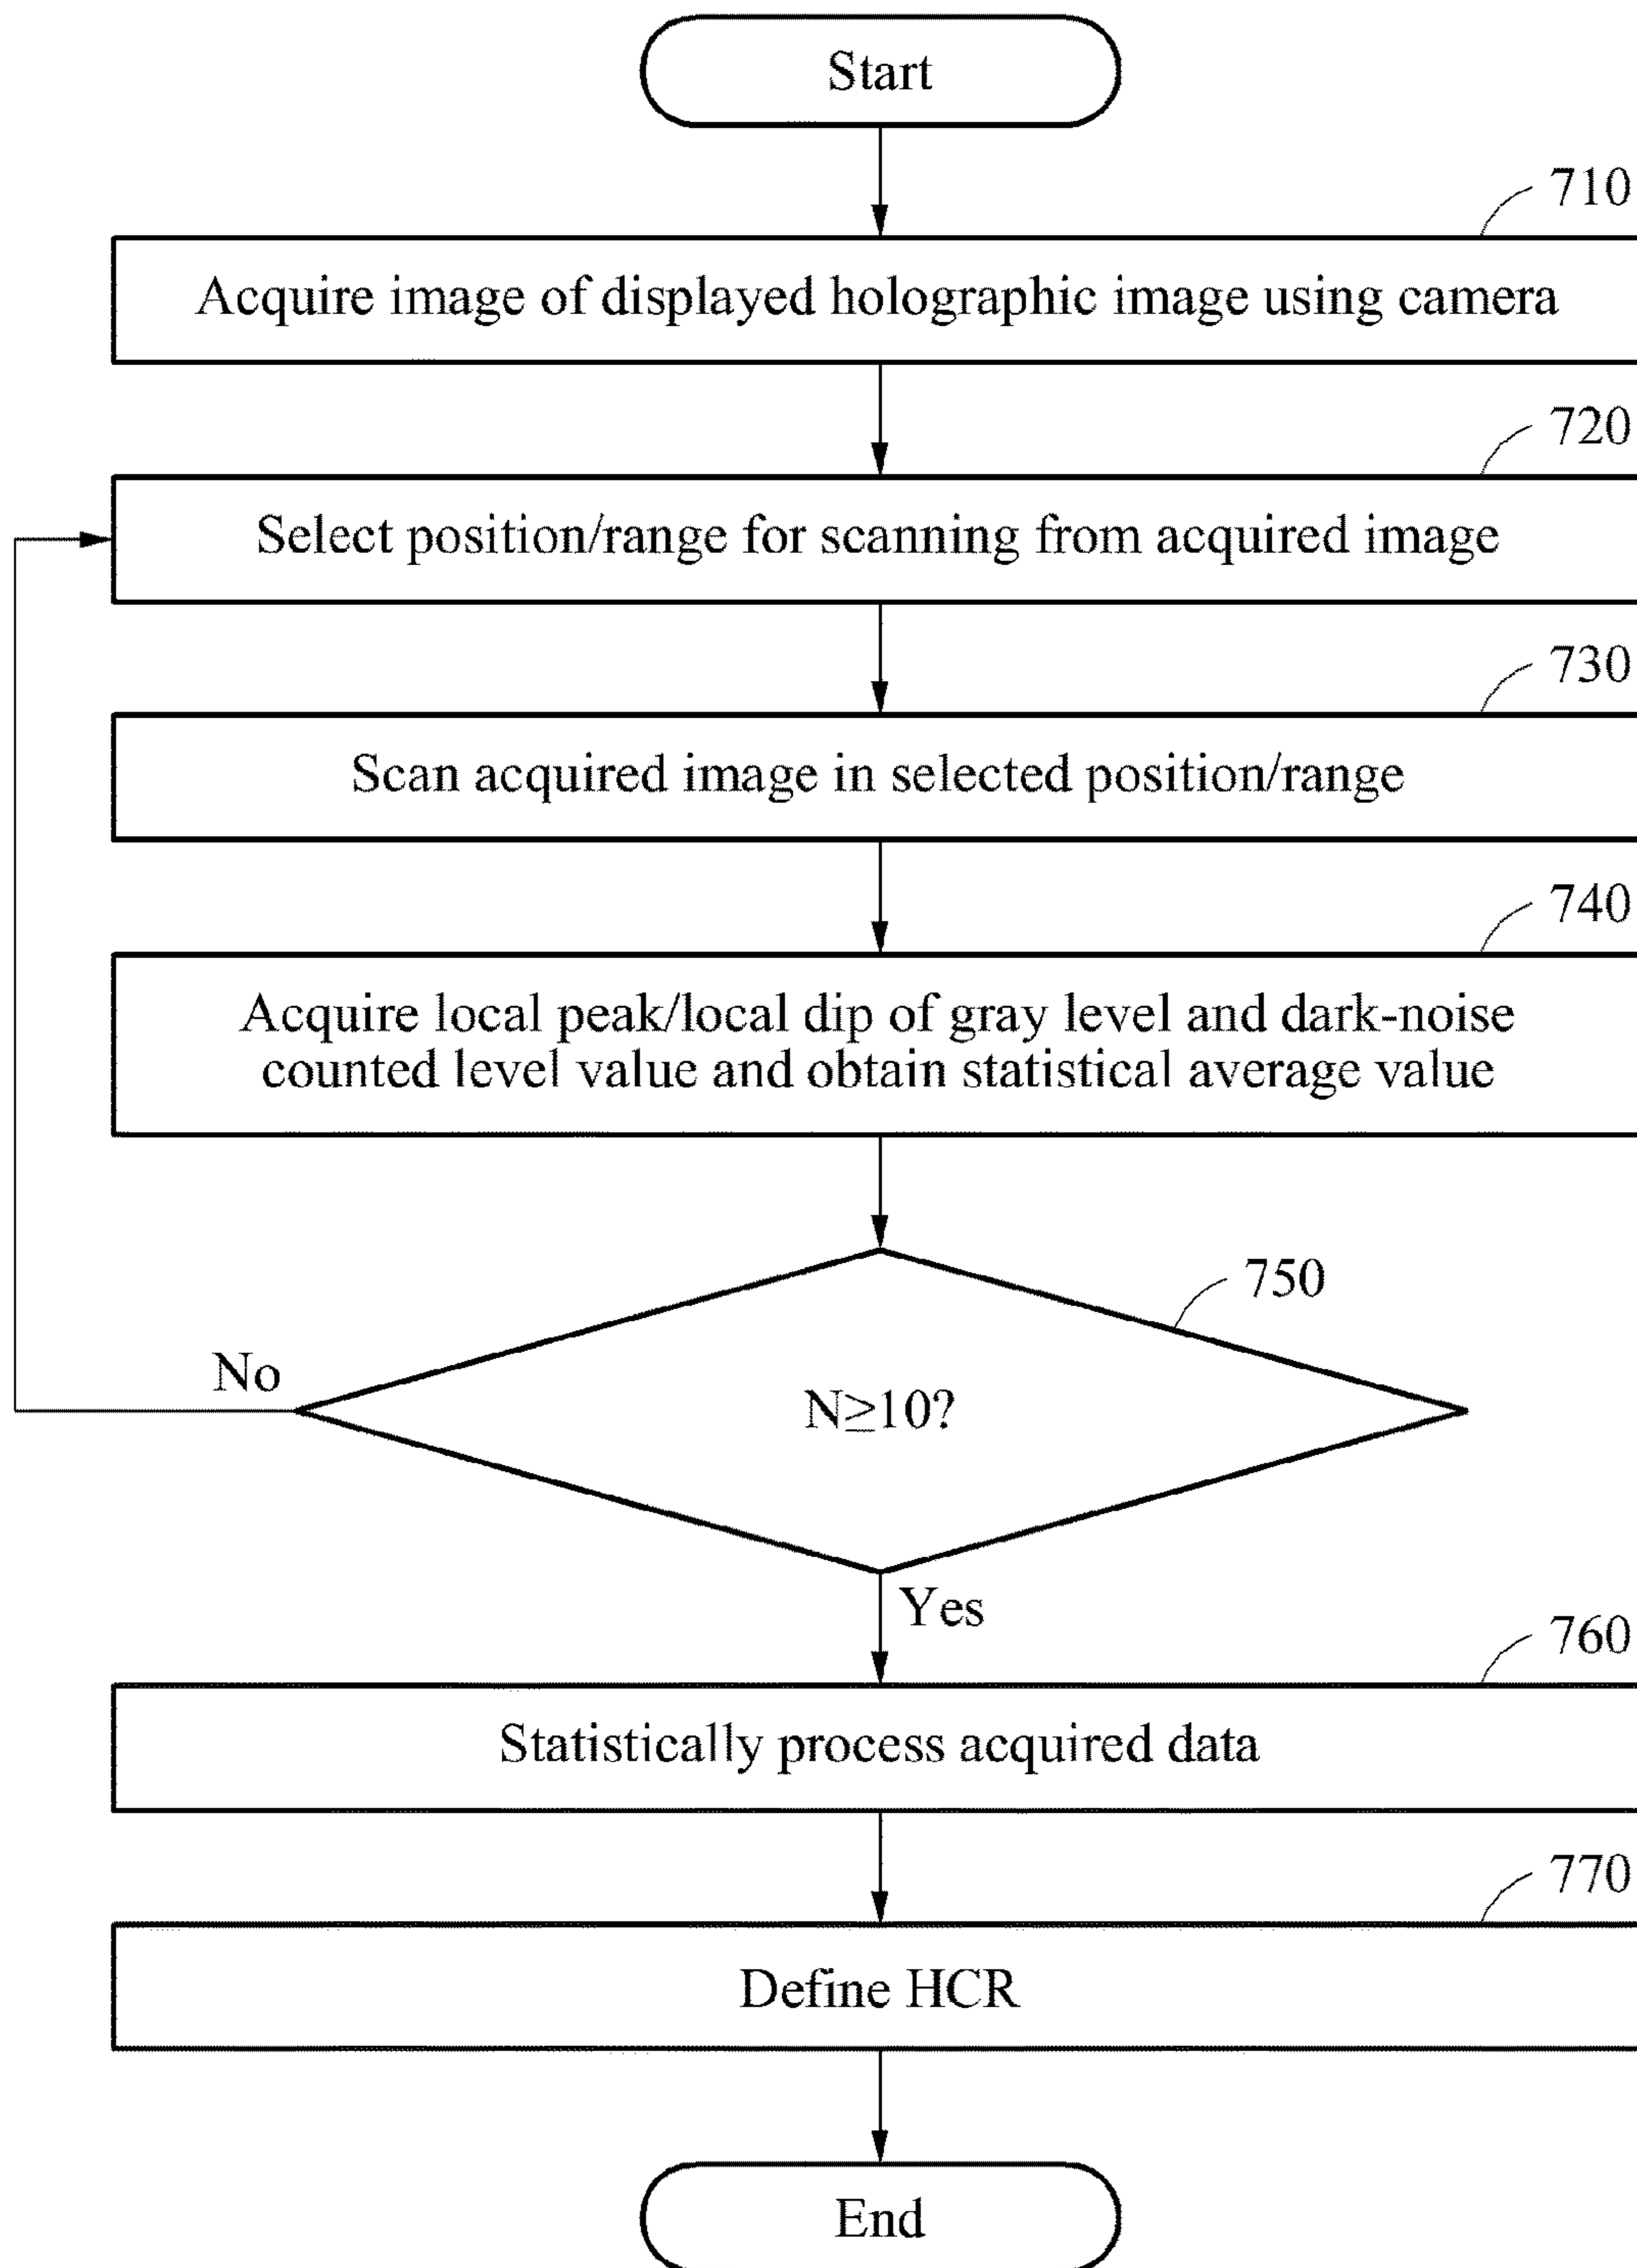 Start
710
Acquire image of displayed holographic image using camera
720
Select position/range for scanning from acquired image
730
Scan acquired image in selected position/range
740
Acquire local peak/local dip of gray level and dark-noise
counted level value and obtain statistical average value
750
No
N≥10?
Yes
760
Statistically process acquired data
770
Define HCR
End